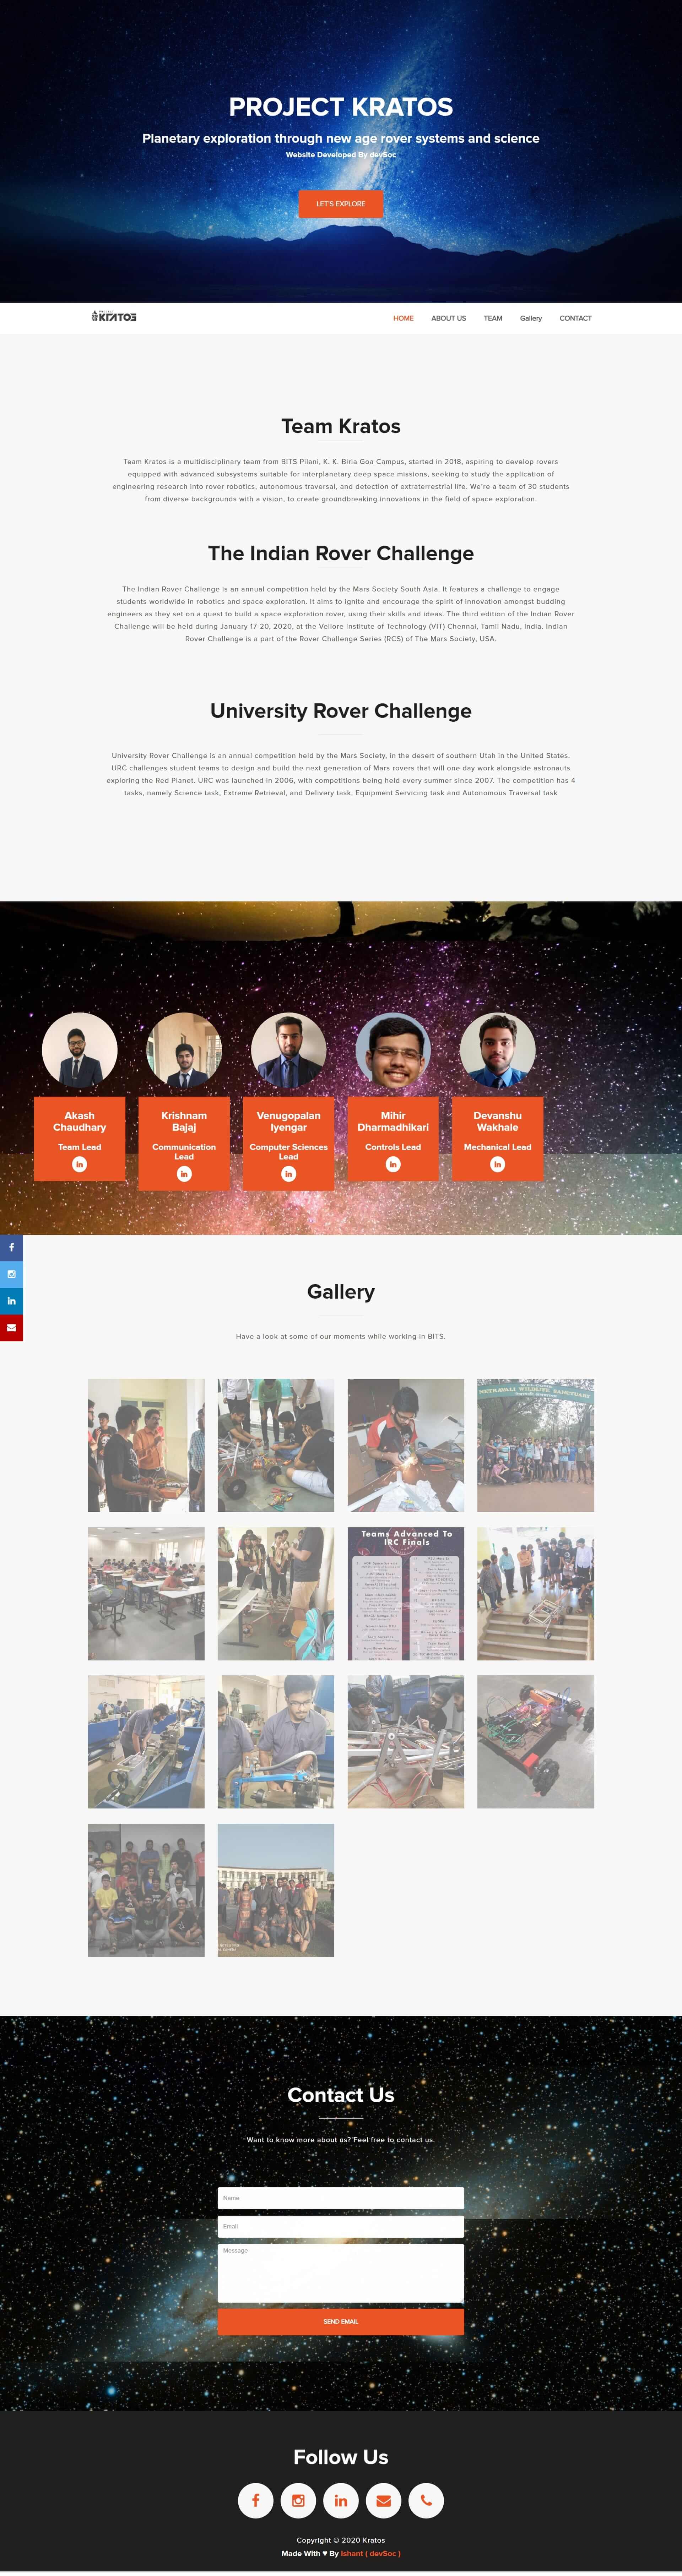 PROJECT KRATOS
Planetary exploration through new age rover systems and science
Website Developed By devSoc
LET'S EXPLORE
PROJECT
KRATOS
HOME ABOUT US TEAM Gallery CONTACT
Team Kratos
Team Kratos is a multidisciplinary team from BITS Pilani, K. K. Birla Goa Campus, started in 2018, aspiring to develop rovers
equipped with advanced subsystems suitable for interplanetary deep space missions, seeking to study the application of
engineering research into rover robotics, autonomous traversal, and detection of extraterrestrial life. We're a team of 30 students
from diverse backgrounds with a vision, to create groundbreaking innovations in the field of space exploration.
The Indian Rover Challenge
The Indian Rover Challenge is an annual competition held by the Mars Society South Asia. It features a challenge to engage
students worldwide in robotics and space exploration. It aims to ignite and encourage the spirit of innovation amongst budding
engineers as they set on a quest to build a space exploration rover, using their skills and ideas. The third edition of the Indian Rover
Challenge will be held during January 17-20, 2020, at the Vellore Institute of Technology (VIT) Chennai, Tamil Nadu, India. Indian
Rover Challenge is a part of the Rover Challenge Series (RCS) of The Mars Society, USA.
University Rover Challenge
University Rover Challenge is an annual competition held by the Mars Society, in the desert of southern Utah in the United States.
URC challenges student teams to design and build the next generation of Mars rovers that will one day work alongside astronauts
exploring the Red Planet. URC was launched in 2006, with competitions being held every summer since 2007. The competition has 4
tasks, namely Science task, Extreme Retrieval, and Delivery task, Equipment Servicing task and Autonomous Traversal task
Akash
Chaudhary
Team Lead
Krishnam
Bajaj
Communication
Lead
Venugopalan
Iyengar
Computer Sciences
Lead
Mihir
Dharmadhikari
Controls Lead
Devanshu
Wakhale
Mechanical Lead
Gallery
Have a look at some of our moments while working in BITS.
NETRAVALI WILDLIFE SANCTUARY
Teams Advanced To
IRC Finals
Contact Us
Want to know more about us? Feel free to contact us.
Name
Email
Message
SEND EMAIL
Follow Us
Copyright © 2020 Kratos
Made With ♥ By Ishant ( devSoc )